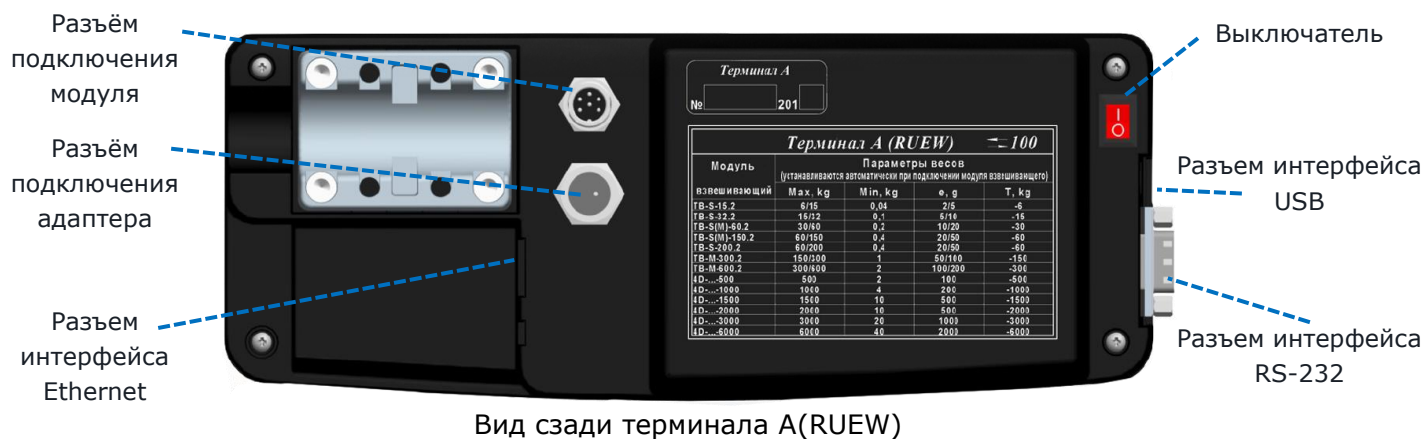 Разъём
подключения
модуля
Разъём
подключения
адаптера
Разъем
интерфейса
Ethernet
Терминал А
№ 201
Терминал А (RUEW) 100
Модуль
взвешивающий
Параметры весов
(устанавливаются автоматически при подключении модуля взвешивающего)
Max, kg Min, kg e, g T, kg
TB-S-15.2 6/15 0,04 2/5 -6
TB-S-32.2 15/32 0,1 5/10 -15
TB-S(M)-60.2 30/60 0,2 10/20 -30
TB-S(M)-150.2 60/150 0,4 20/50 -60
TB-S-200.2 60/200 0,4 20/50 -60
TB-M-300.2 150/300 1 50/100 -150
TB-M-600.2 300/600 2 100/200 -300
4D-...-500 500 2 100 -500
4D-...-1000 1000 4 200 -1000
4D-...-1500 1500 10 500 -1500
4D-...-2000 2000 10 500 -2000
4D-...-3000 3000 20 1000 -3000
4D-...-6000 6000 40 2000 -6000
Выключатель
Разъем интерфейса
USB
Разъем интерфейса
RS-232
Вид сзади терминала А(RUEW)